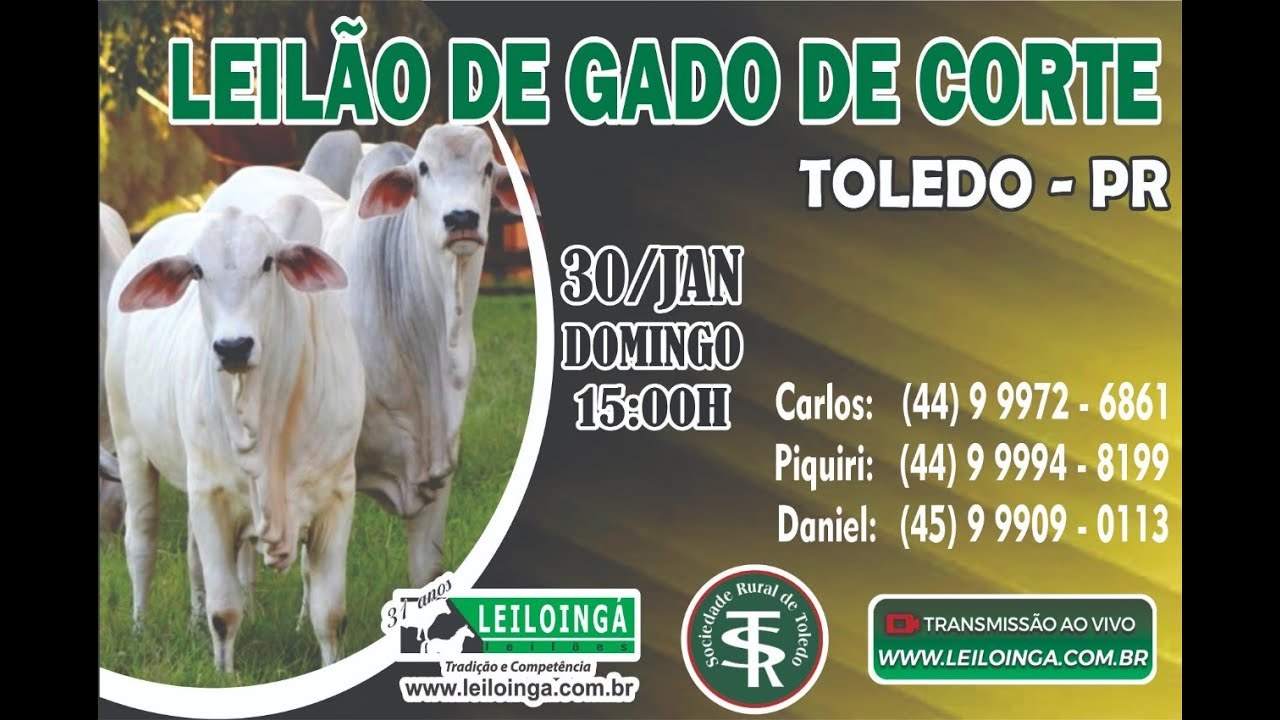 LEILÃO DE GADO DE CORTE
TOLEDO - PR
30/JAN
DOMINGO
15:00H
Carlos: (44) 9 9972 - 6861
Piquiri: (44) 9 9994 - 8199
Daniel: (45) 9 9909 - 0113
37 anos
LEILOINGÁ
leilões
Tradição e Competência
www.leiloinga.com.br
Sociedade Rural de Toledo
TSR
TRANSMISSÃO AO VIVO
WWW.LEILOINGA.COM.BR